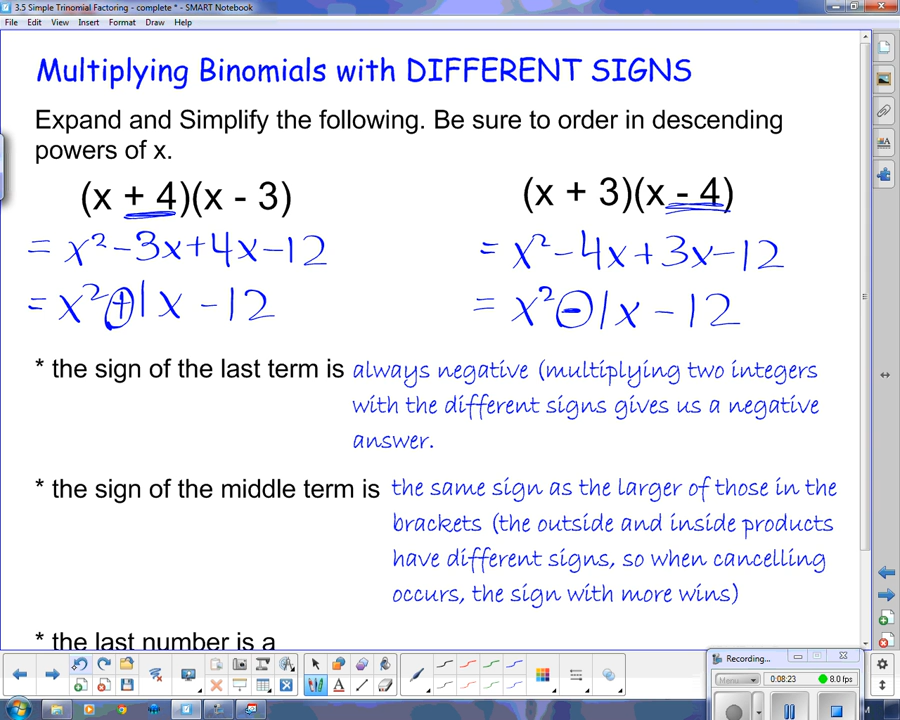 3.5 Simple Trinomial Factoring - complete * - SMART Notebook
File Edit View Insert Format Draw Help
Multiplying Binomials with DIFFERENT SIGNS
Expand and Simplify the following. Be sure to order in descending
powers of x.
(x + 4)(x - 3)
= x² - 3x + 4x - 12
= x² + 1x - 12
(x + 3)(x - 4)
= x² - 4x + 3x - 12
= x² - 1x - 12
* the sign of the last term is always negative (multiplying two integers
with the different signs gives us a negative
answer.
* the sign of the middle term is the same sign as the larger of those in the
brackets (the outside and inside products
have different signs, so when cancelling
occurs, the sign with more wins)
* the last number is a
Recording...
Menu 0:08:23 8.0 fps